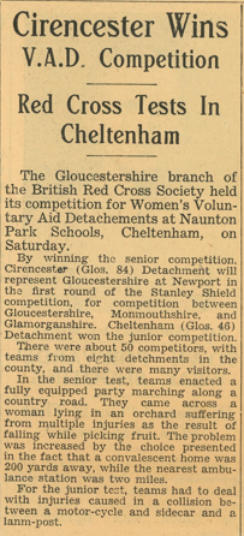 Cirencester Wins
V.A.D. Competition
Red Cross Tests In
Cheltenham
The Gloucestershire branch of
the British Red Cross Society held
its competition for Women's Volun-
tary Aid Detachements at Naunton
Park Schools, Cheltenham, on
Saturday.
By winning the senior competition,
Cirencester (Glos. 84) Detachment will
represent Gloucestershire at Newport in
the first round of the Stanley Shield
competition, for competition between
Gloucestershire, Monmouthshire, and
Glamorganshire. Cheltenham (Glos. 46)
Detachment won the junior competition.
There were about 50 competitors, with
teams from eight detchments in the
county, and there were many visitors.
In the senior test, teams enacted a
fully equipped party marching along a
country road. They came across a
woman lying in an orchard suffering
from multiple injuries as the result of
falling while picking fruit. The problem
was increased by the choice presented
in the fact that a convalescent home was
200 yards away, while the nearest ambu-
lance station was two miles.
For the junior test, teams had to deal
with injuries caused in a collision be-
tween a motor-cycle and sidecar and a
lamn-post.